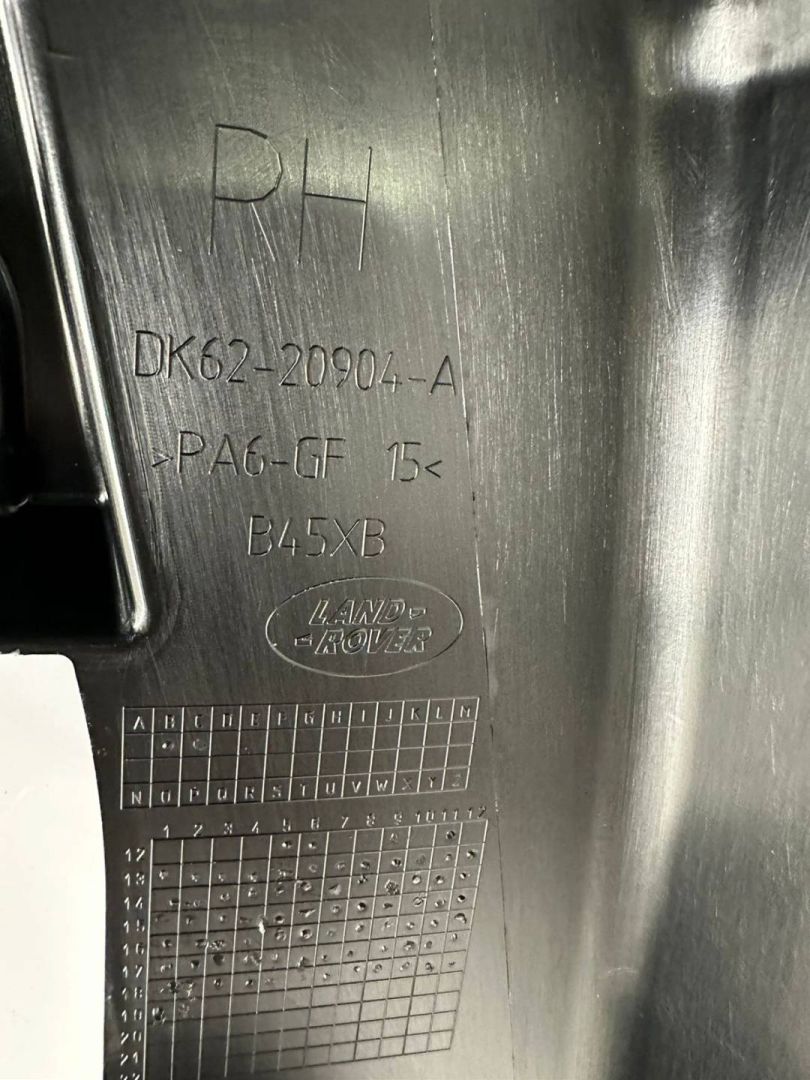 RH
DK62-20904-A
>PA6-GF 15<
B45XB
LAND-
-ROVER
A B C D E F G H I J K L M
N O P Q R S T U V W X Y Z
1 2 3 4 5 6 7 8 9 10 11 12
12
13
14
15
16
17
18
19
20
21
22